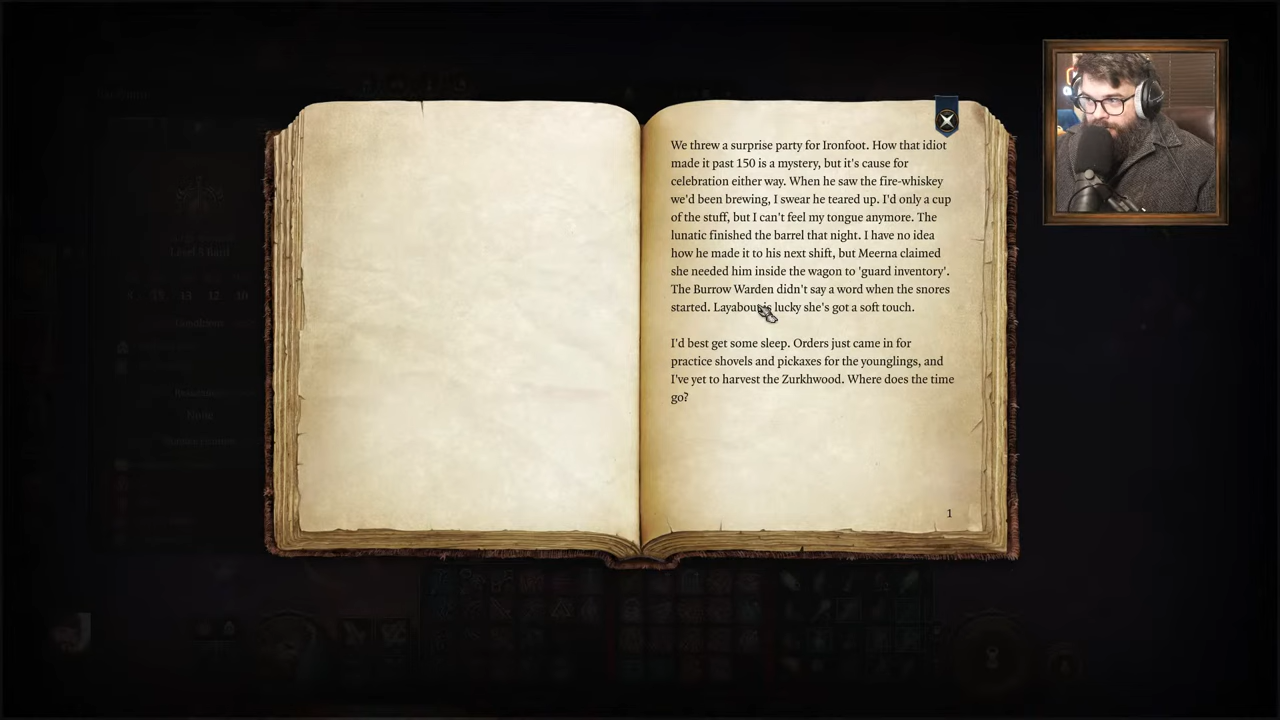 We threw a surprise party for Ironfoot. How that idiot
made it past 150 is a mystery, but it's cause for
celebration either way. When he saw the fire-whiskey
we'd been brewing, I swear he teared up. I'd only a cup
of the stuff, but I can't feel my tongue anymore. The
lunatic finished the barrel that night. I have no idea
how he made it to his next shift, but Meerna claimed
she needed him inside the wagon to 'guard inventory'.
The Burrow Warden didn't say a word when the snores
started. Layabout is lucky she's got a soft touch.
I'd best get some sleep. Orders just came in for
practice shovels and pickaxes for the younglings, and
I've yet to harvest the Zurkhwood. Where does the time
go?
1